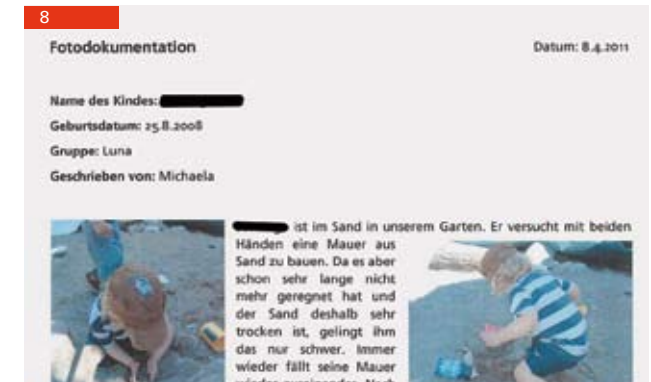 8
Fotodokumentation
Datum: 8.4.2011
Name des Kindes:
Geburtsdatum: 25.8.2008
Gruppe: Luna
Geschrieben von: Michaela
ist im Sand in unserem Garten. Er versucht mit beiden
Händen eine Mauer aus
Sand zu bauen. Da es aber
schon sehr lange nicht
mehr geregnet hat und
der Sand deshalb sehr
trocken ist, gelingt ihm
das nur schwer. Immer
wieder fällt seine Mauer